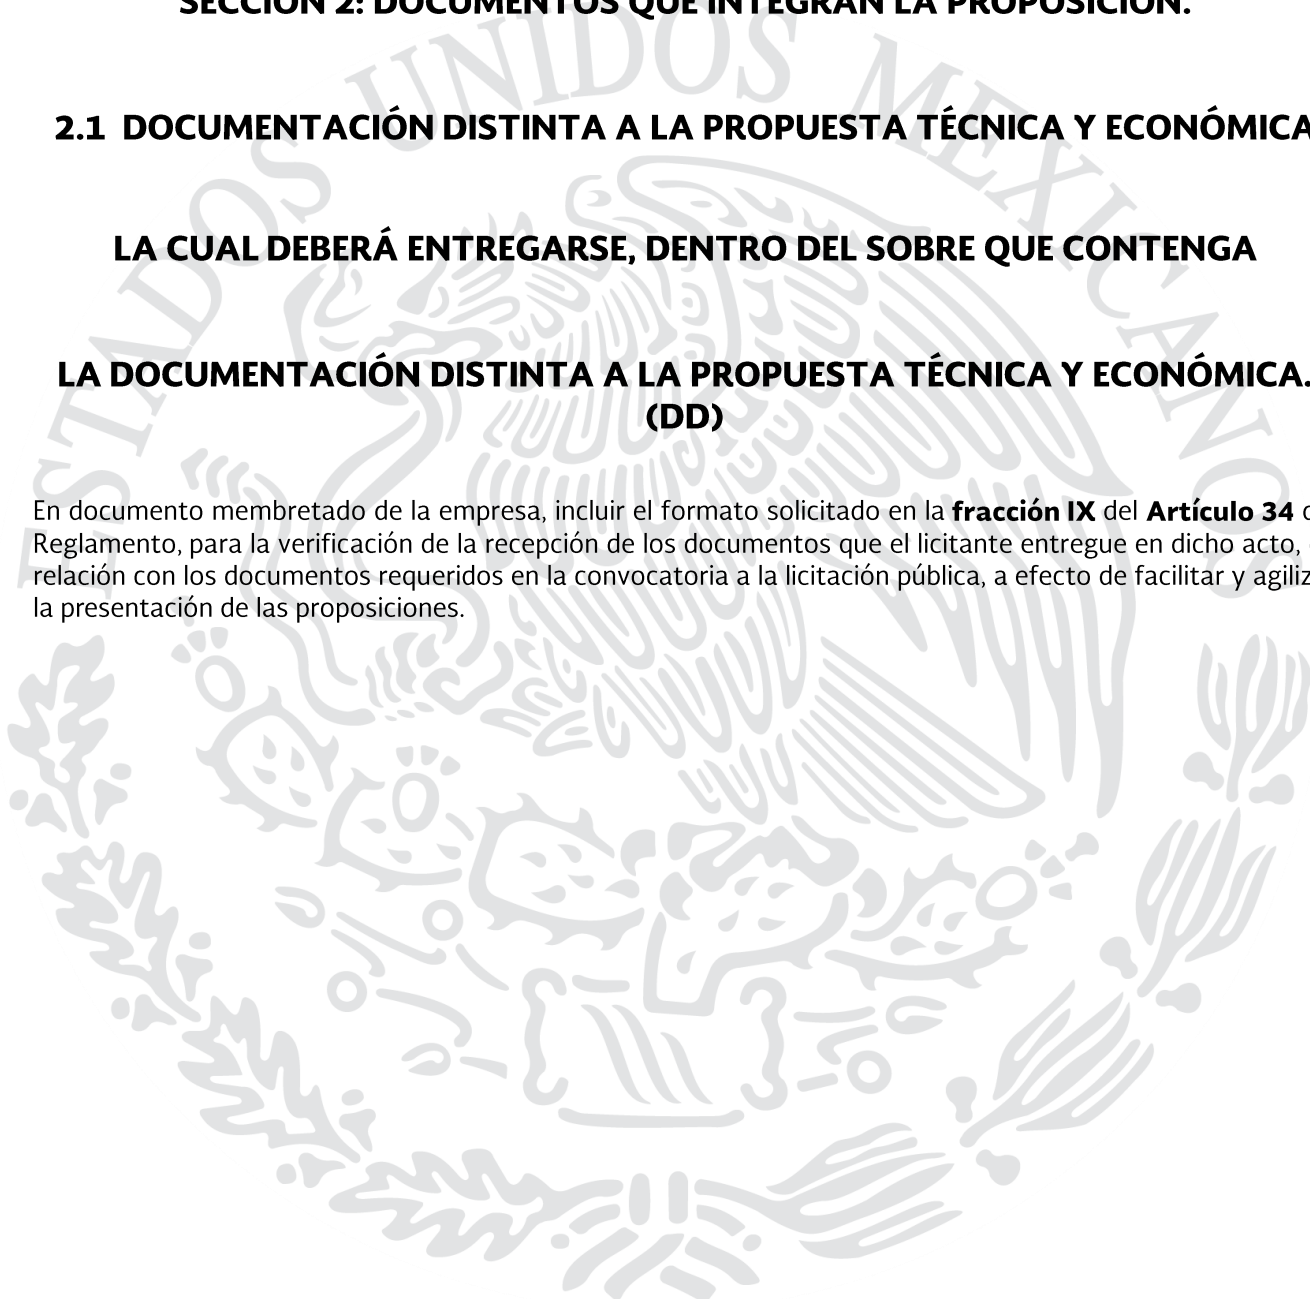 SECCIÓN 2: DOCUMENTOS QUE INTEGRAN LA PROPOSICIÓN.
2.1 DOCUMENTACIÓN DISTINTA A LA PROPUESTA TÉCNICA Y ECONÓMICA
LA CUAL DEBERÁ ENTREGARSE, DENTRO DEL SOBRE QUE CONTENGA
LA DOCUMENTACIÓN DISTINTA A LA PROPUESTA TÉCNICA Y ECONÓMICA.
(DD)
En documento membretado de la empresa, incluir el formato solicitado en la fracción IX del Artículo 34
Reglamento, para la verificación de la recepción de los documentos que el licitante entregue en dicho acto,
relación con los documentos requeridos en la convocatoria a la licitación pública, a efecto de facilitar y agiliz
la presentación de las proposiciones.
ESTADOS UNIDOS MEXICANOS